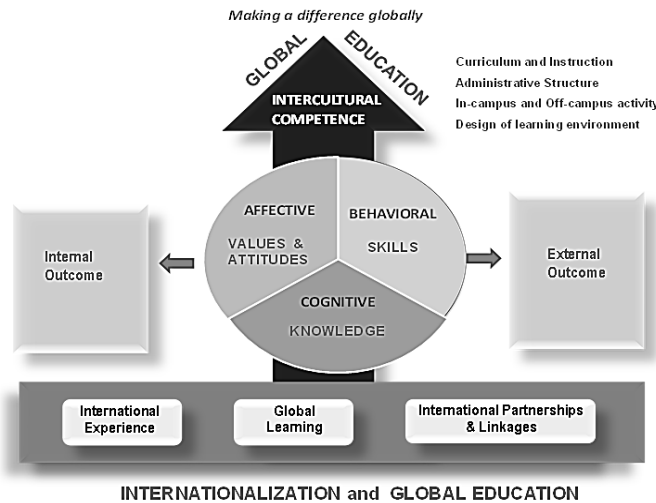 Making a difference globally
GLOBAL EDUCATION
Curriculum and Instruction
Administrative Structure
In-campus and Off-campus activity
Design of learning environment
INTERCULTURAL
COMPETENCE
AFFECTIVE
VALUES &
ATTITUDES
BEHAVIORAL
SKILLS
COGNITIVE
KNOWLEDGE
Internal
Outcome
External
Outcome
International
Experience
Global
Learning
International Partnerships
& Linkages
INTERNATIONALIZATION and GLOBAL EDUCATION